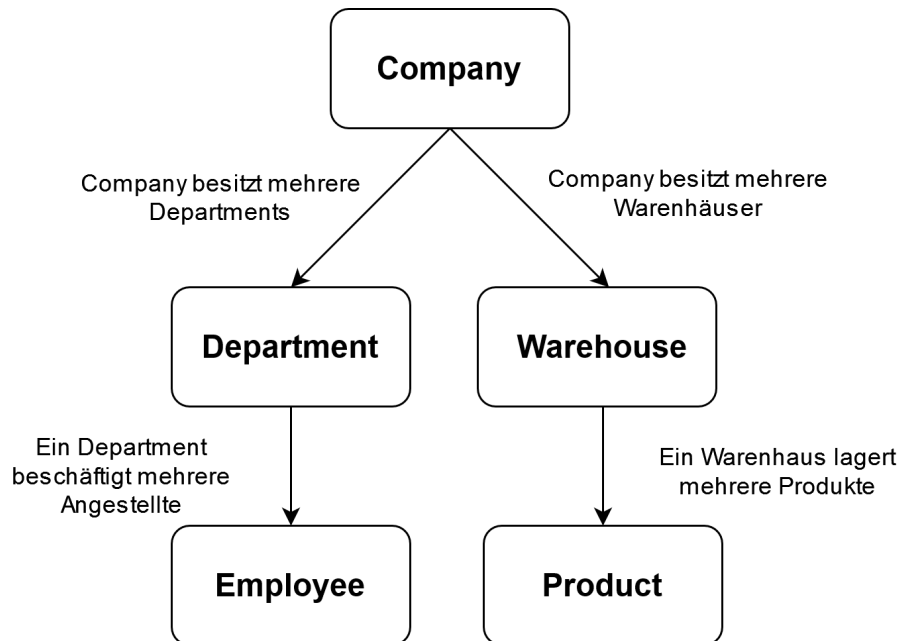 Company
Company besitzt mehrere
Departments
Company besitzt mehrere
Warenhäuser
Department
Warehouse
Ein Department
beschäftigt mehrere
Angestellte
Ein Warenhaus lagert
mehrere Produkte
Employee
Product